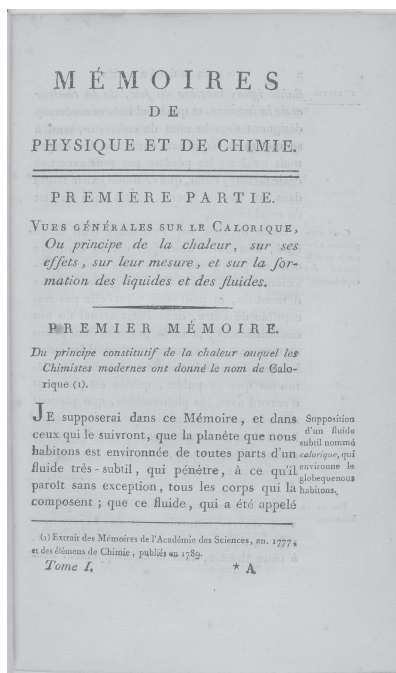 MÉMOIRES
DE
PHYSIQUE ET DE CHIMIE.
PREMIÈRE PARTIE.
VUES GÉNÉRALES SUR LE CALORIQUE,
Ou principe de la chaleur, sur ses
effets, sur leur mesure, et sur la for-
mation des liquides et des fluides.
PREMIER MÉMOIRE.
Du principe constitutif de la chaleur auquel les
Chimistes modernes ont donné le nom de Calo-
rique (1).
JE supposerai dans ce Mémoire, et dans
ceux qui le suivront, que la planète que nous
habitons est environnée de toutes parts d'un
fluide très-subtil, qui pénètre, à ce qu'il
paroît sans exception, tous les corps qui la
composent ; que ce fluide, qui a été appelé
Supposition
d'un fluide
subtil nommé
calorique, qui
environne le
globe que nous
habitons.
(1) Extrait des Mémoires de l'Académie des Sciences, an. 1777,
et des élémens de Chimie, publiés en 1789.
Tome I.
* A